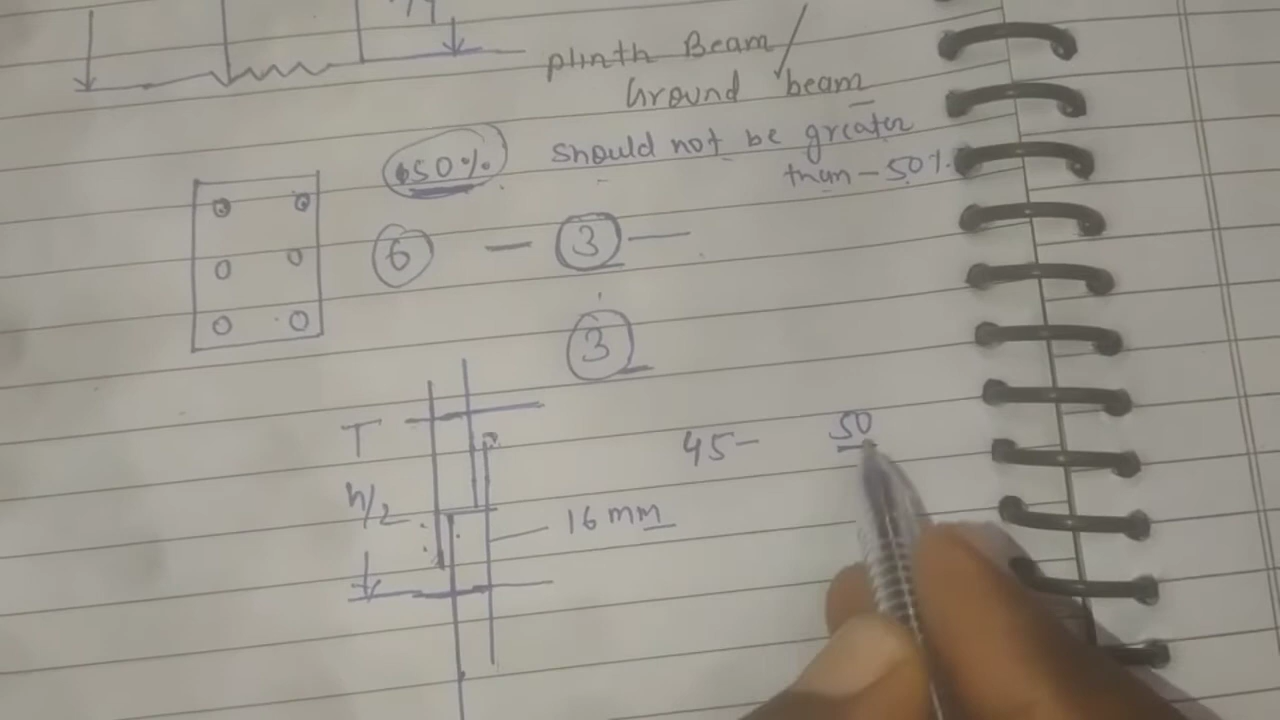 plinth Beam/
Ground beam
50% should not be greater
than - 50%
6 - 3 -
3
T
h/2
45- 50
16 mm